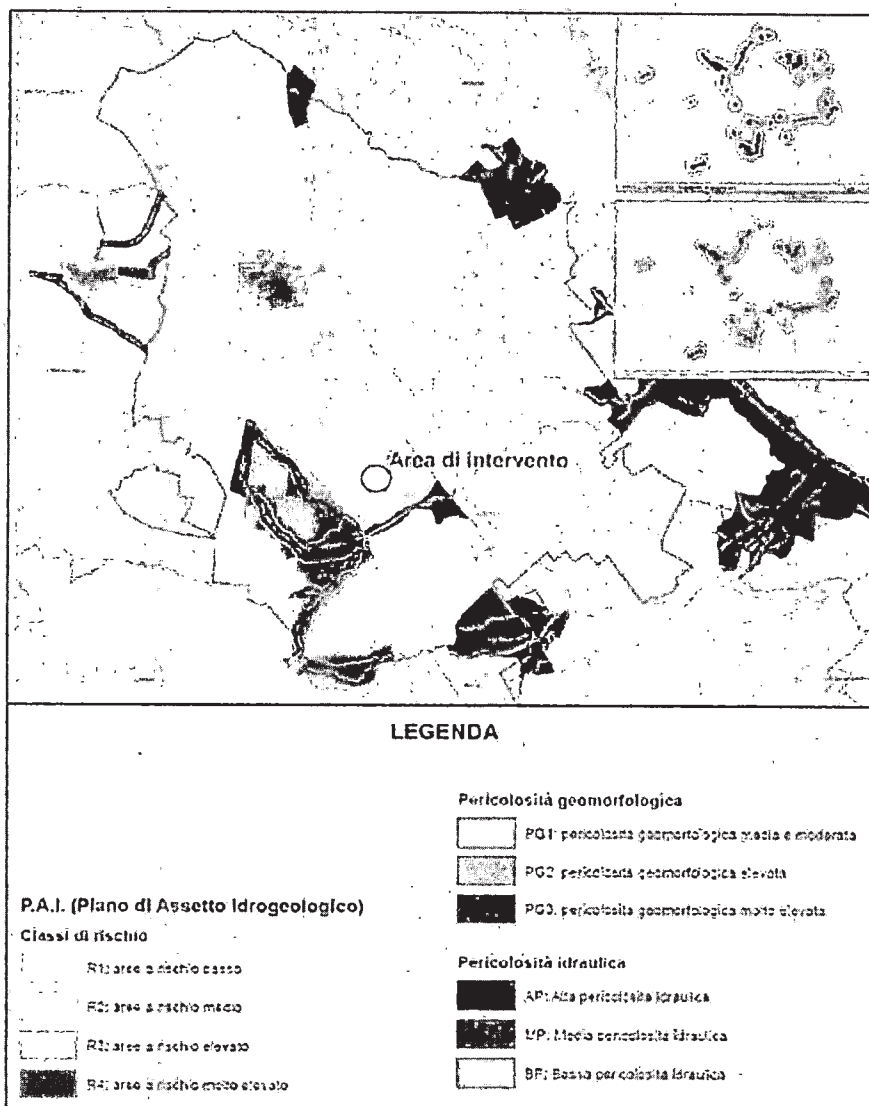 Area di intervento
LEGENDA
Pericolosità geomorfologica
PG1: pericolosità geomorfologica media e moderata
PG2: pericolosità geomorfologica elevata
PG3: pericolosità geomorfologica molto elevata
P.A.I. (Piano di Assetto Idrogeologico)
Classi di rischio
R1: aree a rischio basso
R2: aree a rischio medio
R3: aree a rischio elevato
R4: aree a rischio molto elevato
Pericolosità idraulica
AP: Alta pericolosità idraulica
MP: Media pericolosità idraulica
BP: Bassa pericolosità idraulica